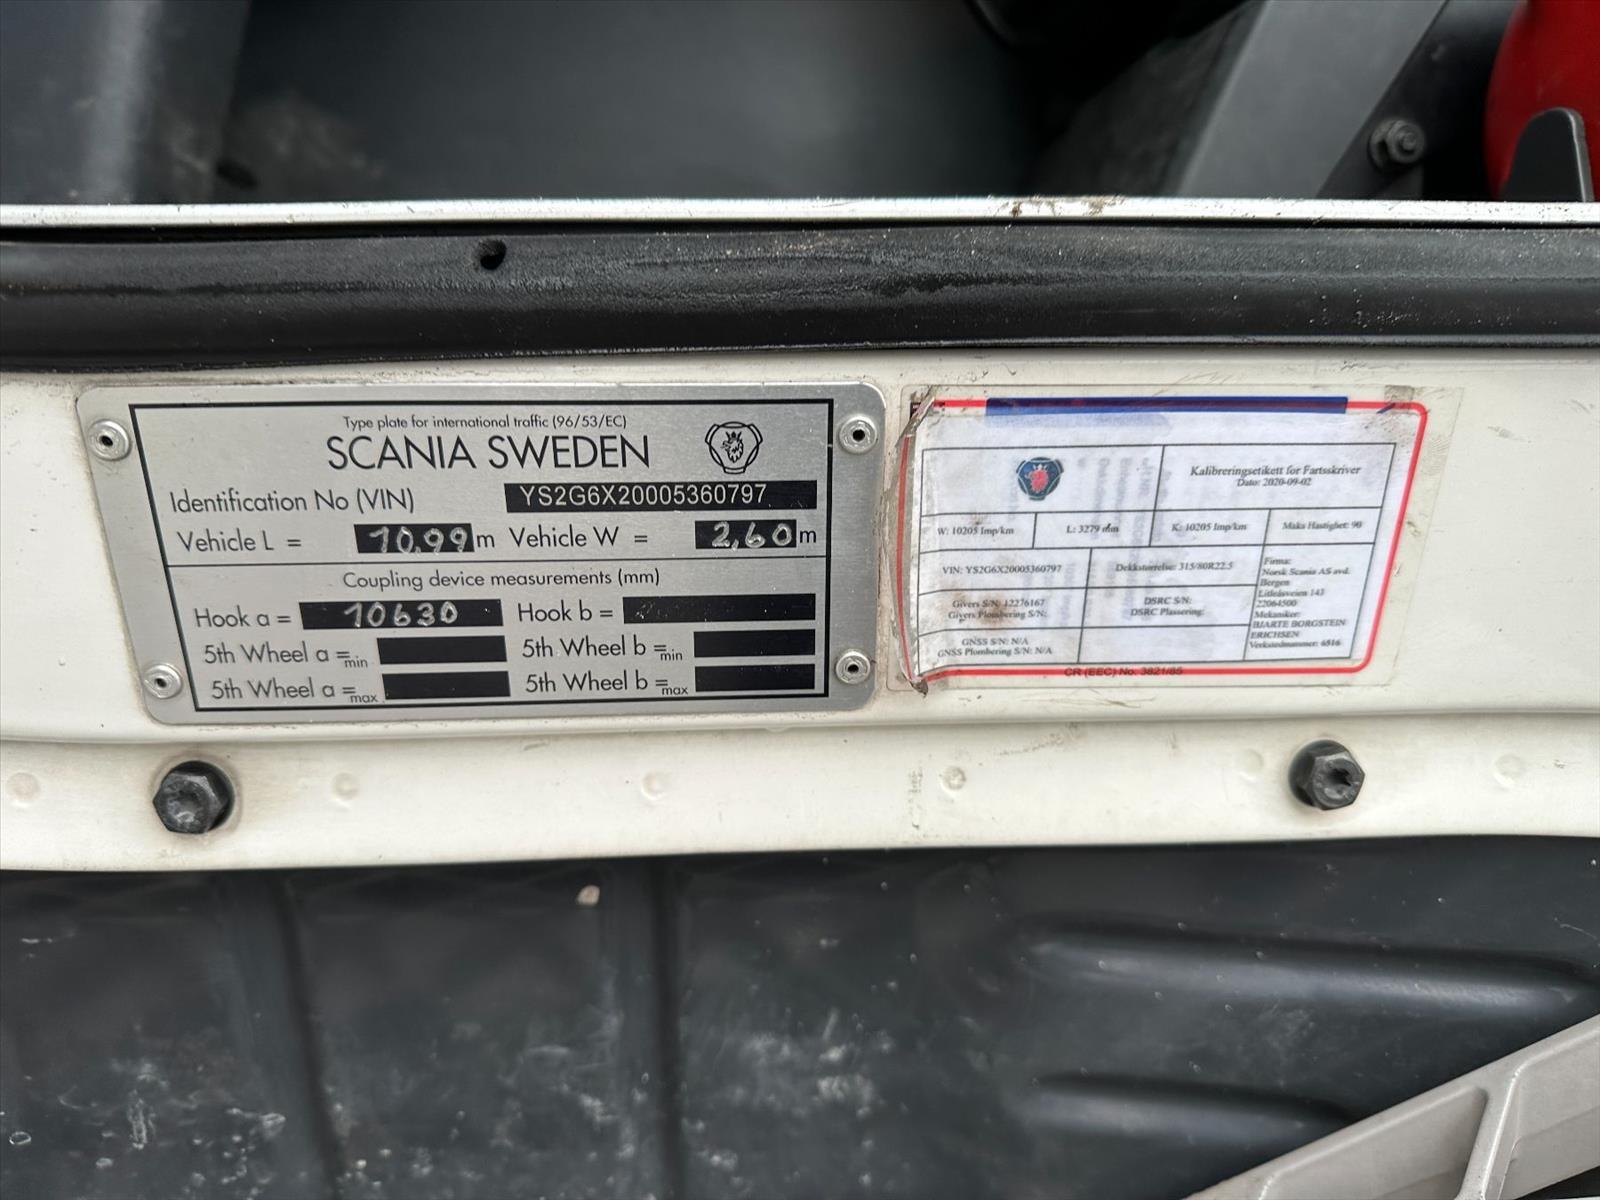 Type plate for international traffic (96/53/EC)
SCANIA SWEDEN
Identification No (VIN) YS2G6X20005360797
Vehicle L = 10,99 m Vehicle W = 2,60 m
Coupling device measurements (mm)
Hook a = 10630 Hook b =
5th Wheel a =min 5th Wheel b =min
5th Wheel a =max 5th Wheel b =max
Kalibreringsetikett for Fartsskriver
Dato: 2020-09-02
W: 10205 Imp/km L: 3279 mm K: 10205 Imp/km Maks Hastighet: 90
VIN: YS2G6X20005360797 Dekkstørrelse: 315/80R22.5
Givers S/N: 12276167
Givers Plombering S/N:
DSRC S/N:
DSRC Plassering:
GNSS S/N: N/A
GNSS Plombering S/N: N/A
Firma:
Norsk Scania AS avd.
Bergen
143
22064500
Mekaniker:
BJARTE BORGSTEIN
ERICHSEN
Verkstednummer: 6516
CR (EEC) No. 3821/85